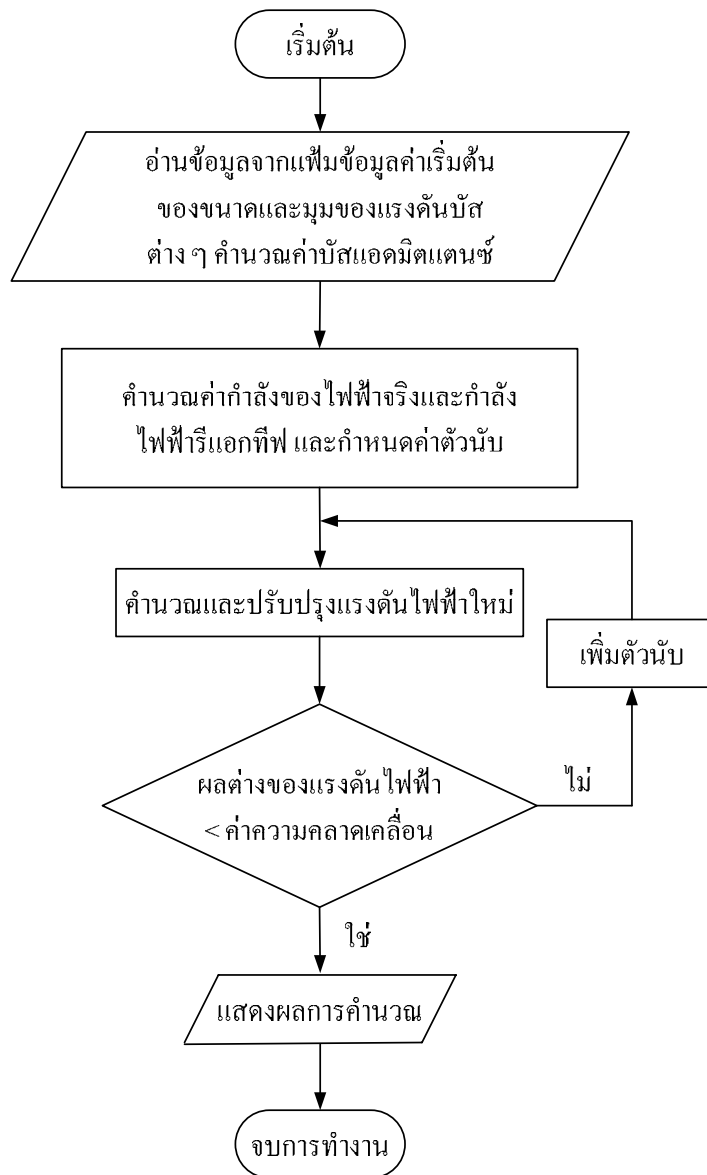 เริ่มต้น
อ่านข้อมูลจากแฟ้มข้อมูลค่าเริ่มต้น
ของขนาดและมุมของแรงดันบัส
ต่าง ๆ คำนวณค่าบัสแอดมิตแตนซ์
คำนวณค่ากำลังของไฟฟ้าจริงและกำลัง
ไฟฟ้ารีแอกทีฟ และกำหนดค่าตัวนับ
คำนวณและปรับปรุงแรงดันไฟฟ้าใหม่
เพิ่มตัวนับ
ผลต่างของแรงดันไฟฟ้า
< ค่าความคลาดเคลื่อน
ไม่
ใช่
แสดงผลการคำนวณ
จบการทำงาน